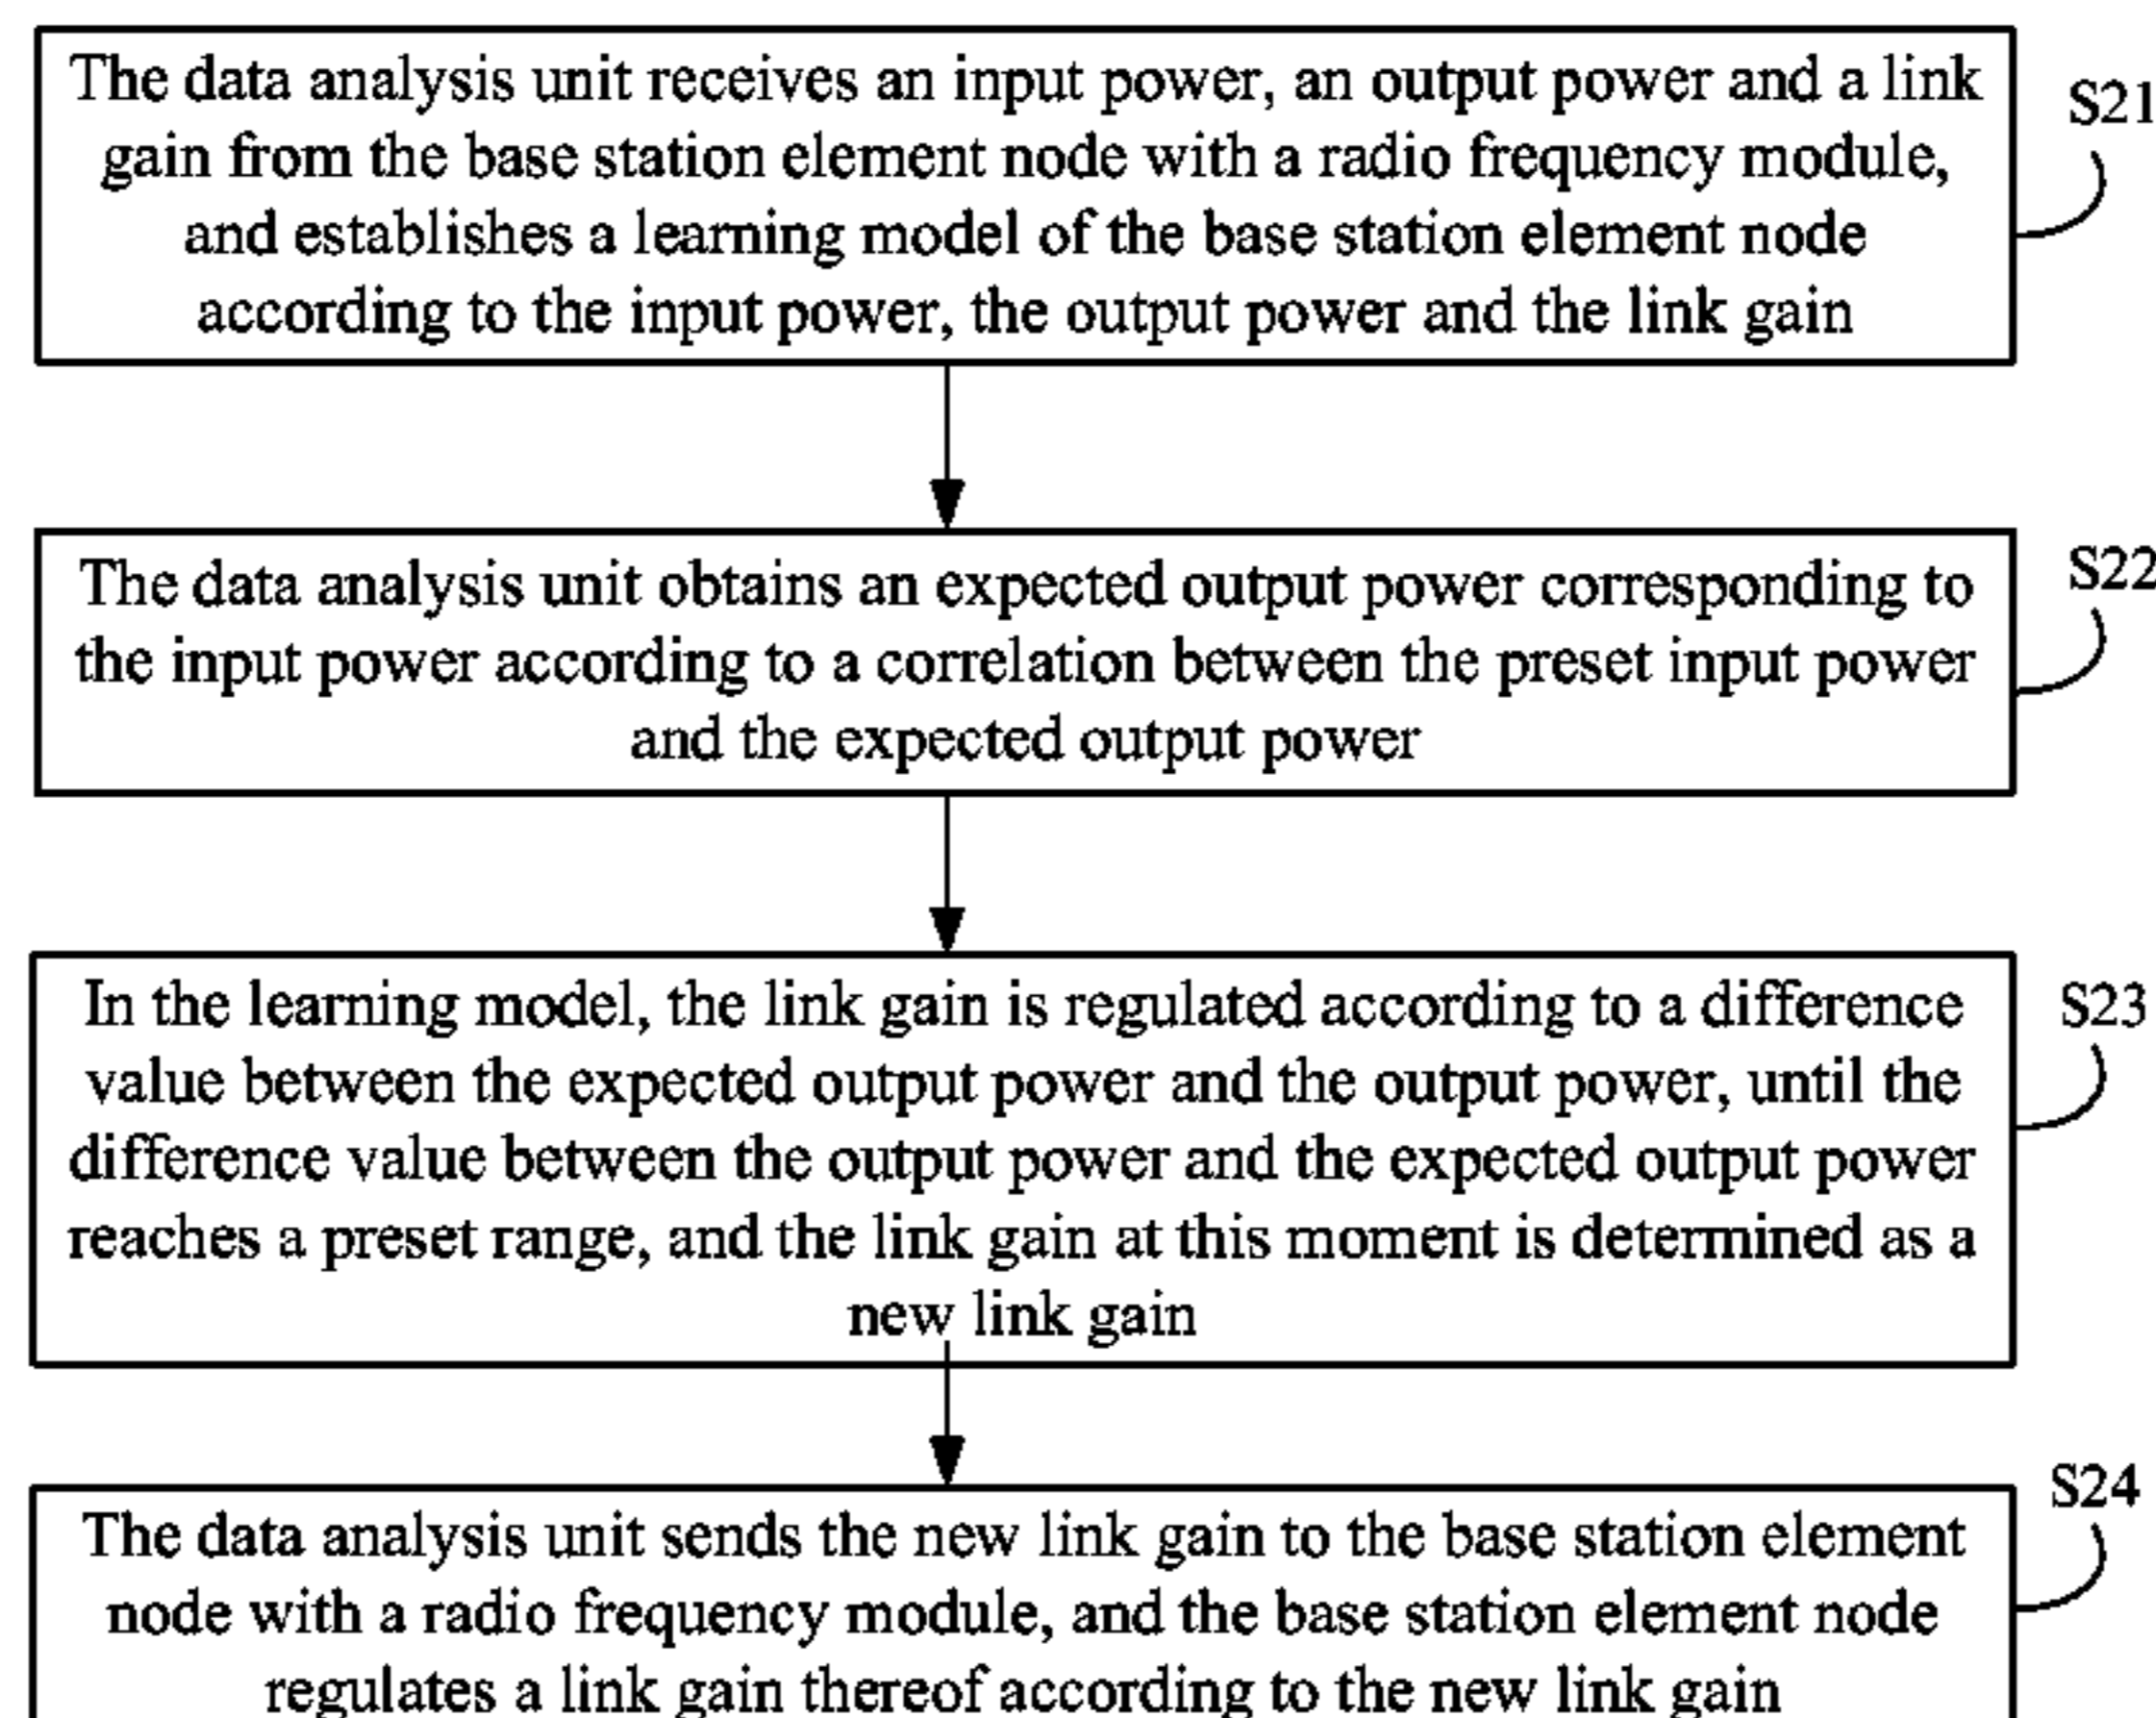 The data analysis unit receives an input power, an output power and a link
gain from the base station element node with a radio frequency module,
and establishes a learning model of the base station element node
according to the input power, the output power and the link gain
S21
The data analysis unit obtains an expected output power corresponding to
the input power according to a correlation between the preset input power
and the expected output power
S22
In the learning model, the link gain is regulated according to a difference
value between the expected output power and the output power, until the
difference value between the output power and the expected output power
reaches a preset range, and the link gain at this moment is determined as a
new link gain
S23
The data analysis unit sends the new link gain to the base station element
node with a radio frequency module, and the base station element node
regulates a link gain thereof according to the new link gain
S24